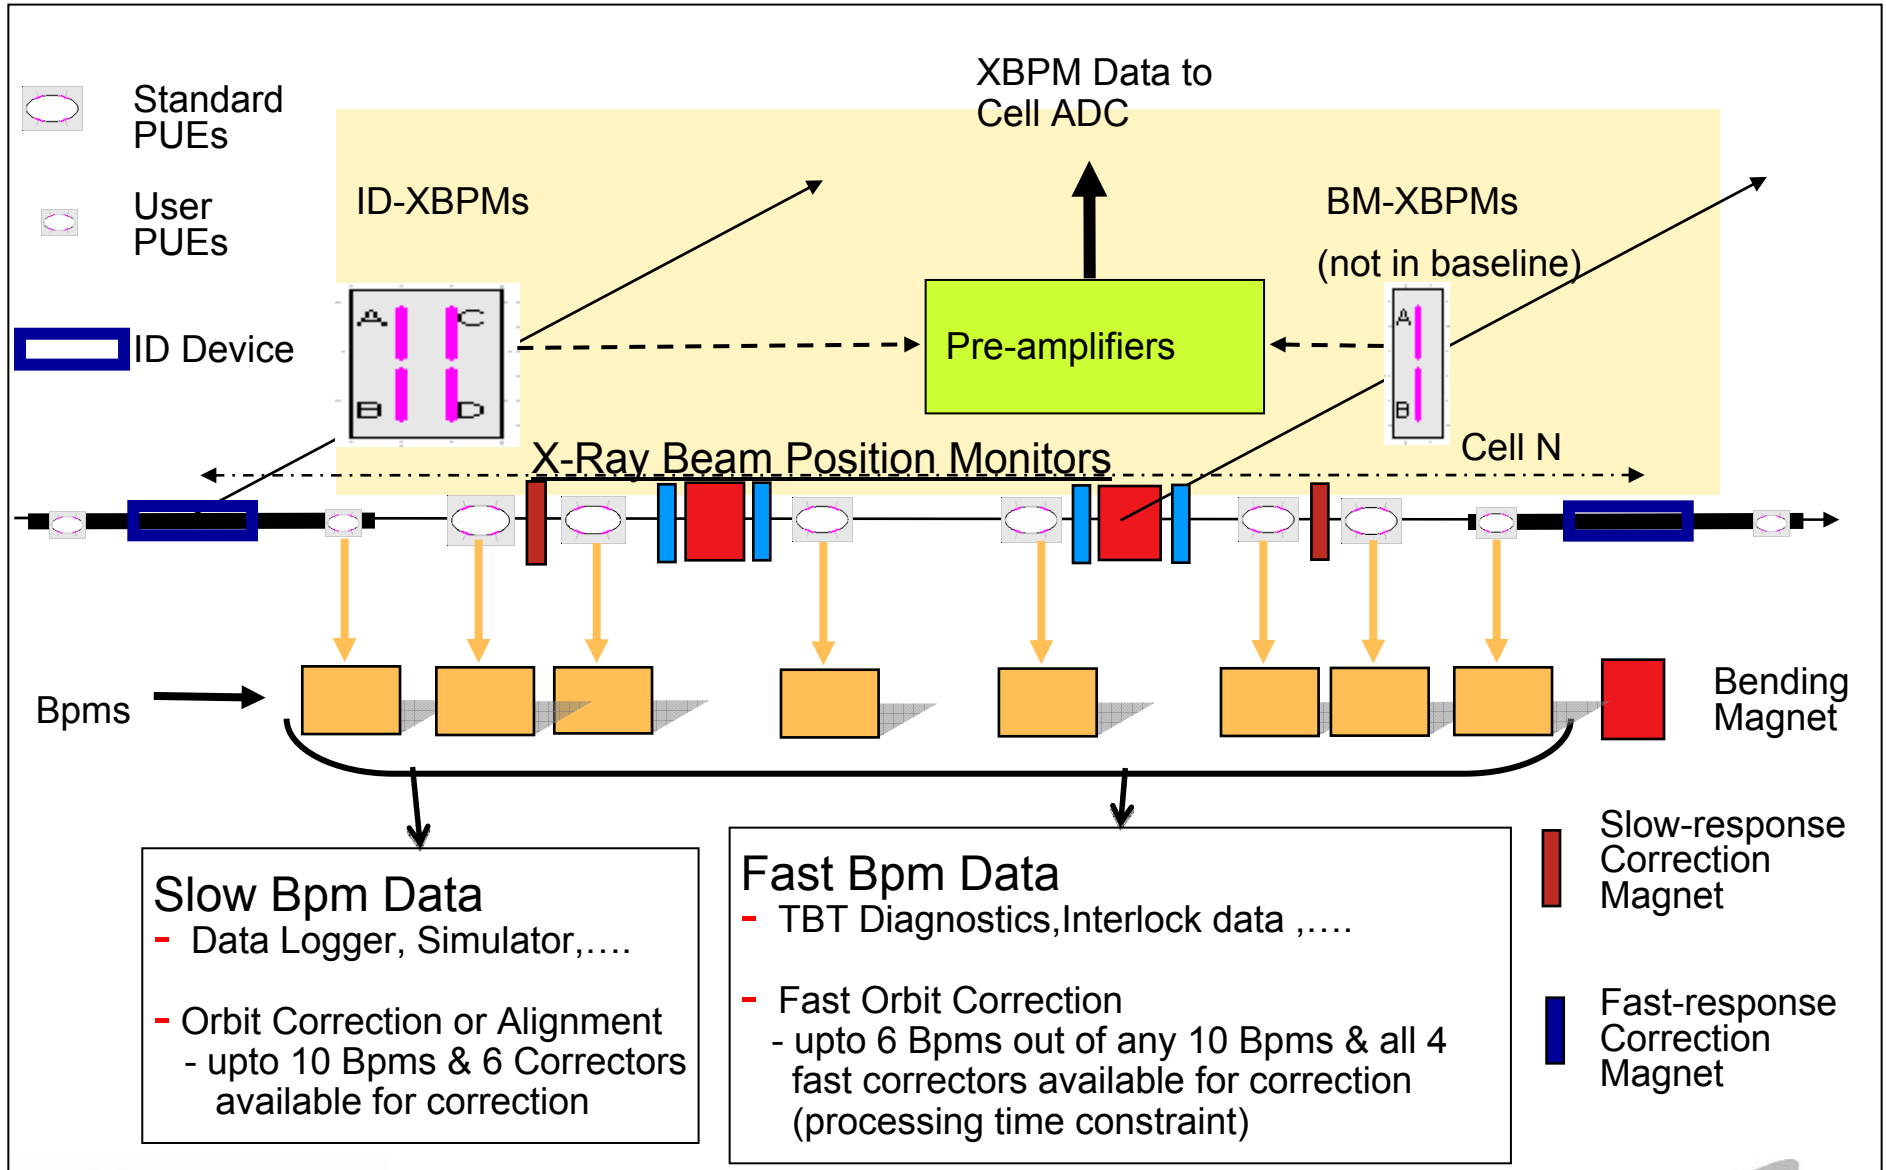 XBPM Data to
Cell ADC
Standard
PUEs
User
PUEs
ID Device
ID-XBPMs
BM-XBPMs
(not in baseline)
A
C
B
D
Pre-amplifiers
A
B
X-Ray Beam Position Monitors
Cell N
Bpms
Bending
Magnet
Slow-response
Correction
Magnet
Fast-response
Correction
Magnet
Slow Bpm Data
- Data Logger, Simulator,....
- Orbit Correction or Alignment
- upto 10 Bpms & 6 Correctors
available for correction
Fast Bpm Data
- TBT Diagnostics,Interlock data ,....
- Fast Orbit Correction
- upto 6 Bpms out of any 10 Bpms & all 4
fast correctors available for correction
(processing time constraint)